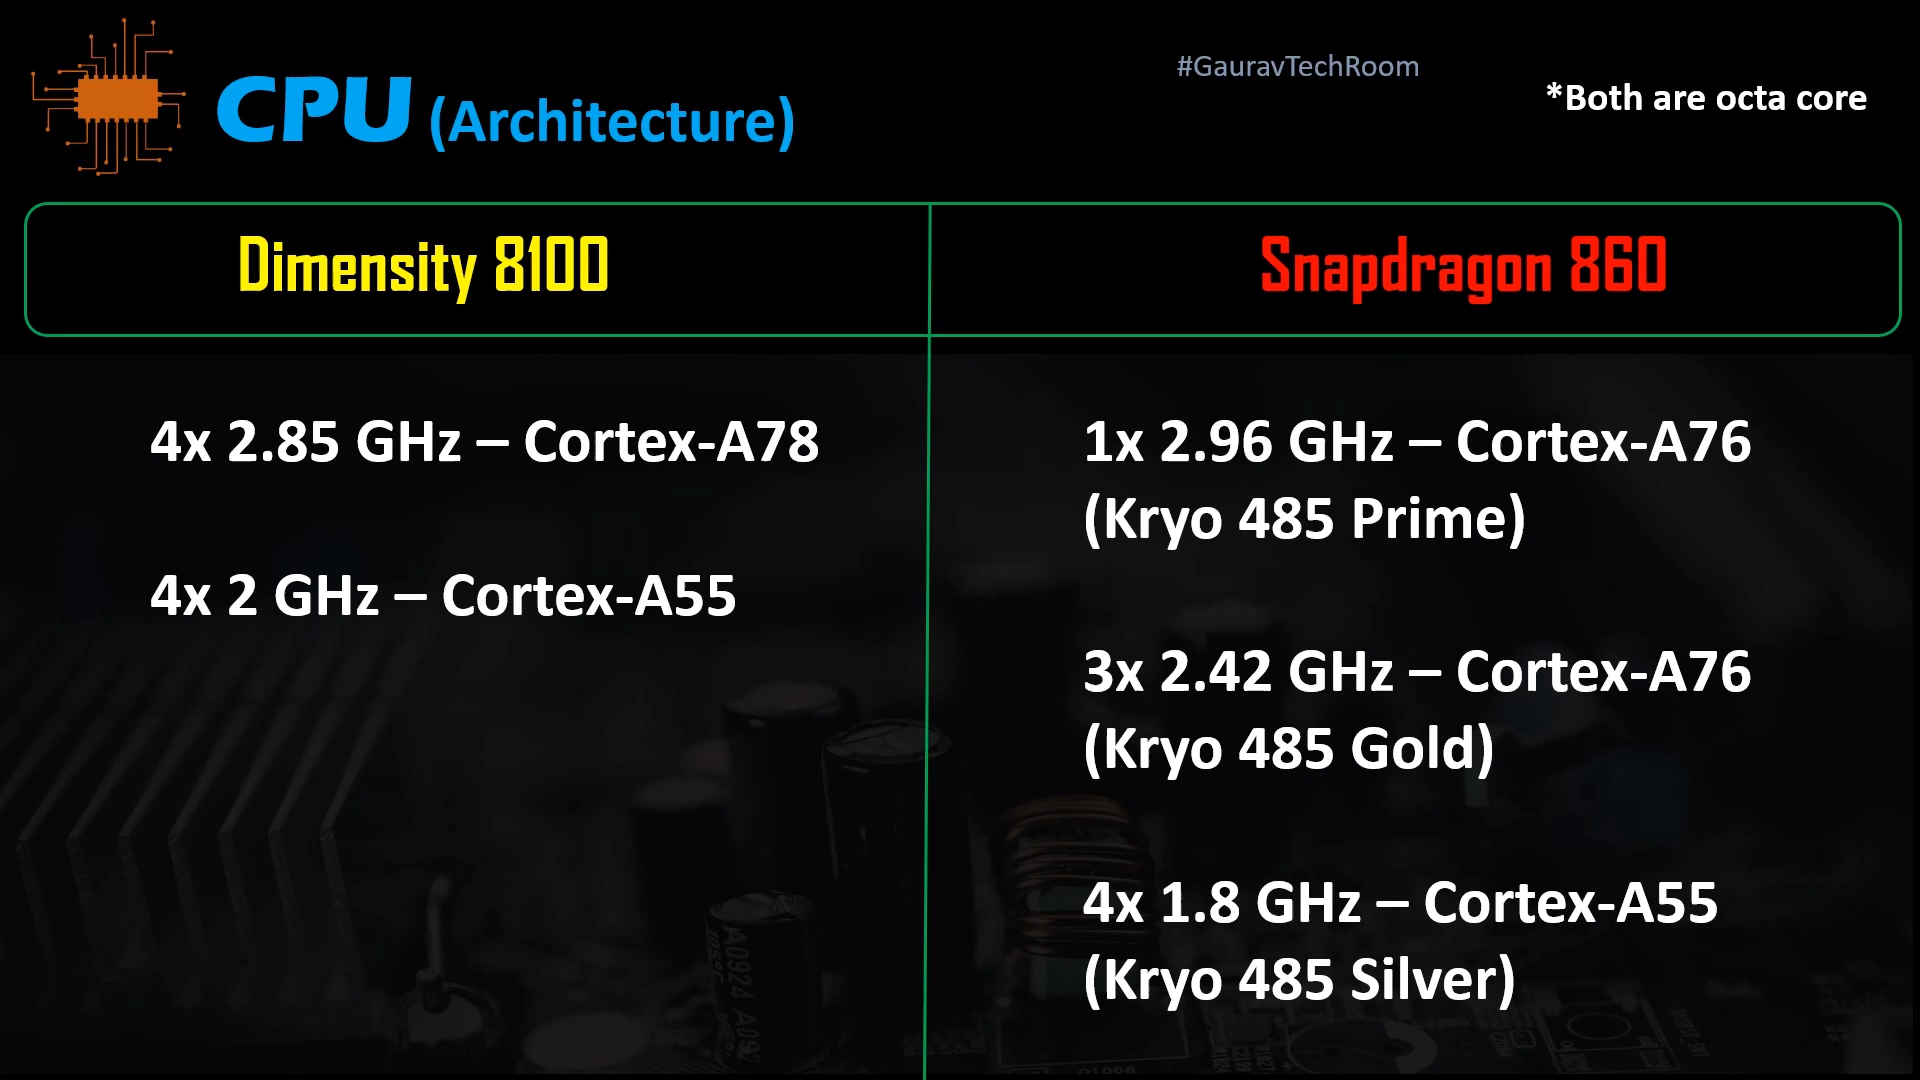 CPU (Architecture)
#GauravTechRoom
*Both are octa core
Dimensity 8100
Snapdragon 860
4x 2.85 GHz – Cortex-A78
4x 2 GHz – Cortex-A55
1x 2.96 GHz – Cortex-A76
(Kryo 485 Prime)
3x 2.42 GHz – Cortex-A76
(Kryo 485 Gold)
4x 1.8 GHz – Cortex-A55
(Kryo 485 Silver)